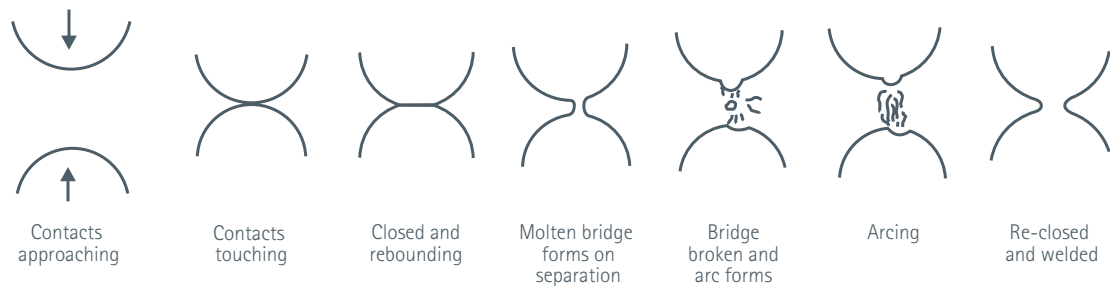 Contacts
approaching
Contacts
touching
Closed and
rebounding
Molten bridge
forms on
separation
Bridge
broken and
arc forms
Arcing
Re-closed
and welded